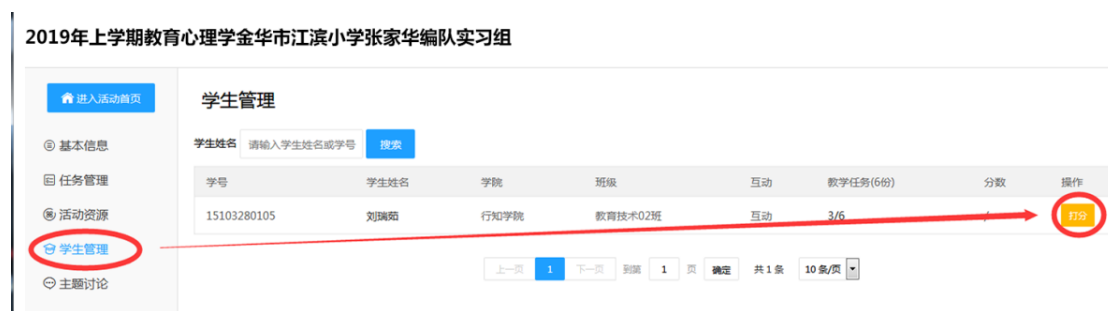 2019年上学期教育心理学金华市江滨小学张家华编队实习组
进入活动首页
学生管理
基本信息
学生姓名 请输入学生姓名或学号 搜索
任务管理
学号 学生姓名 学院 班级 互动 教学任务(6份) 分数 操作
活动资源
15103280105 刘瑞茹 行知学院 教育技术02班 互动 3/6 / 打分
学生管理
上一页 1 下一页 到第 1 页 确定 共1条 10条/页
主题讨论